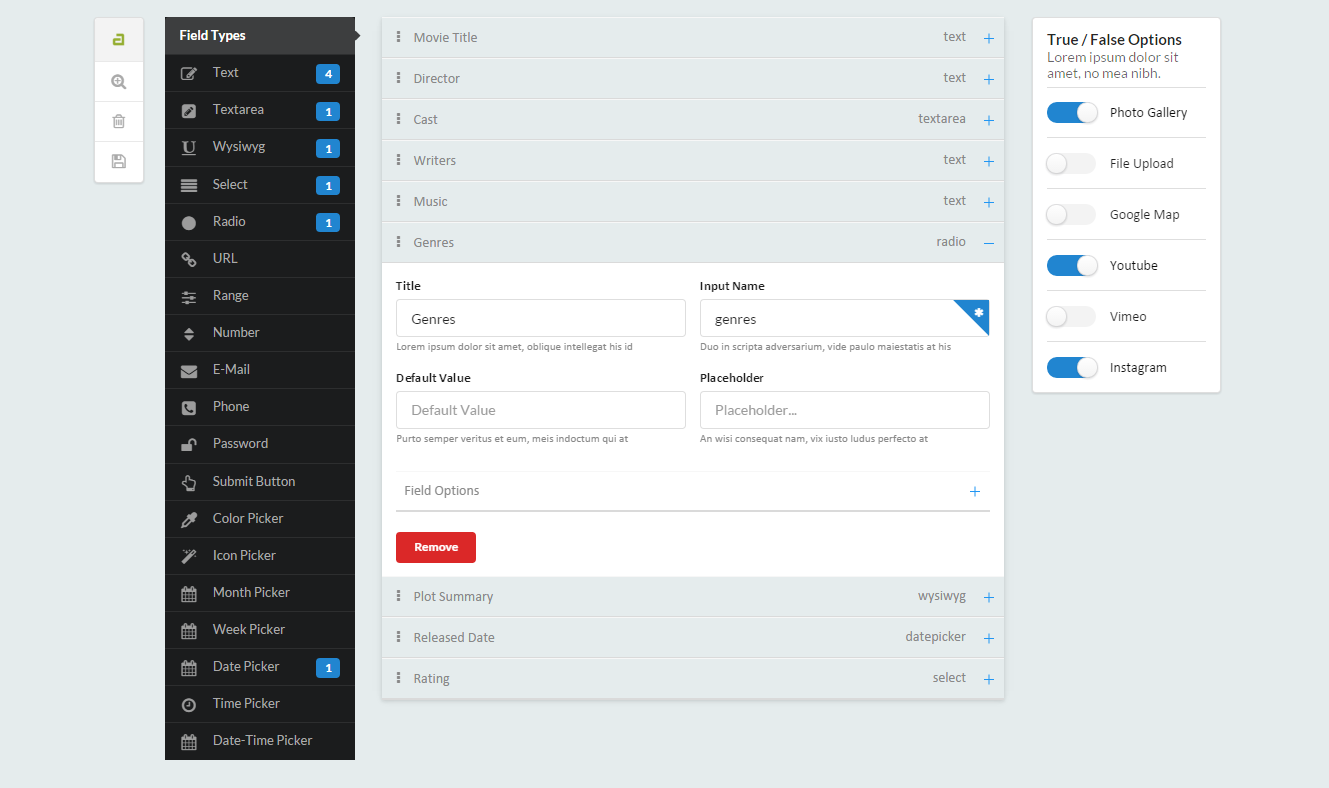 a
Field Types
Text 4
Textarea 1
Wysiwyg 1
Select 1
Radio 1
URL
Range
Number
E-Mail
Phone
Password
Submit Button
Color Picker
Icon Picker
Month Picker
Week Picker
Date Picker 1
Time Picker
Date-Time Picker
Movie Title text
Director text
Cast textarea
Writers text
Music text
Genres radio
Title
Genres
Lorem ipsum dolor sit amet, oblique intellegat his id
Input Name
genres
Duo in scripta adversarium, vide paulo maiestatis at his
Default Value
Default Value
Purto semper veritus et eum, meis indoctum qui at
Placeholder
Placeholder...
An wisi consequat nam, vix iusto ludus perfecto at
Field Options
Remove
Plot Summary wysiwyg
Released Date datepicker
Rating select
True / False Options
Lorem ipsum dolor sit
amet, no mea nibh.
Photo Gallery
File Upload
Google Map
Youtube
Vimeo
Instagram